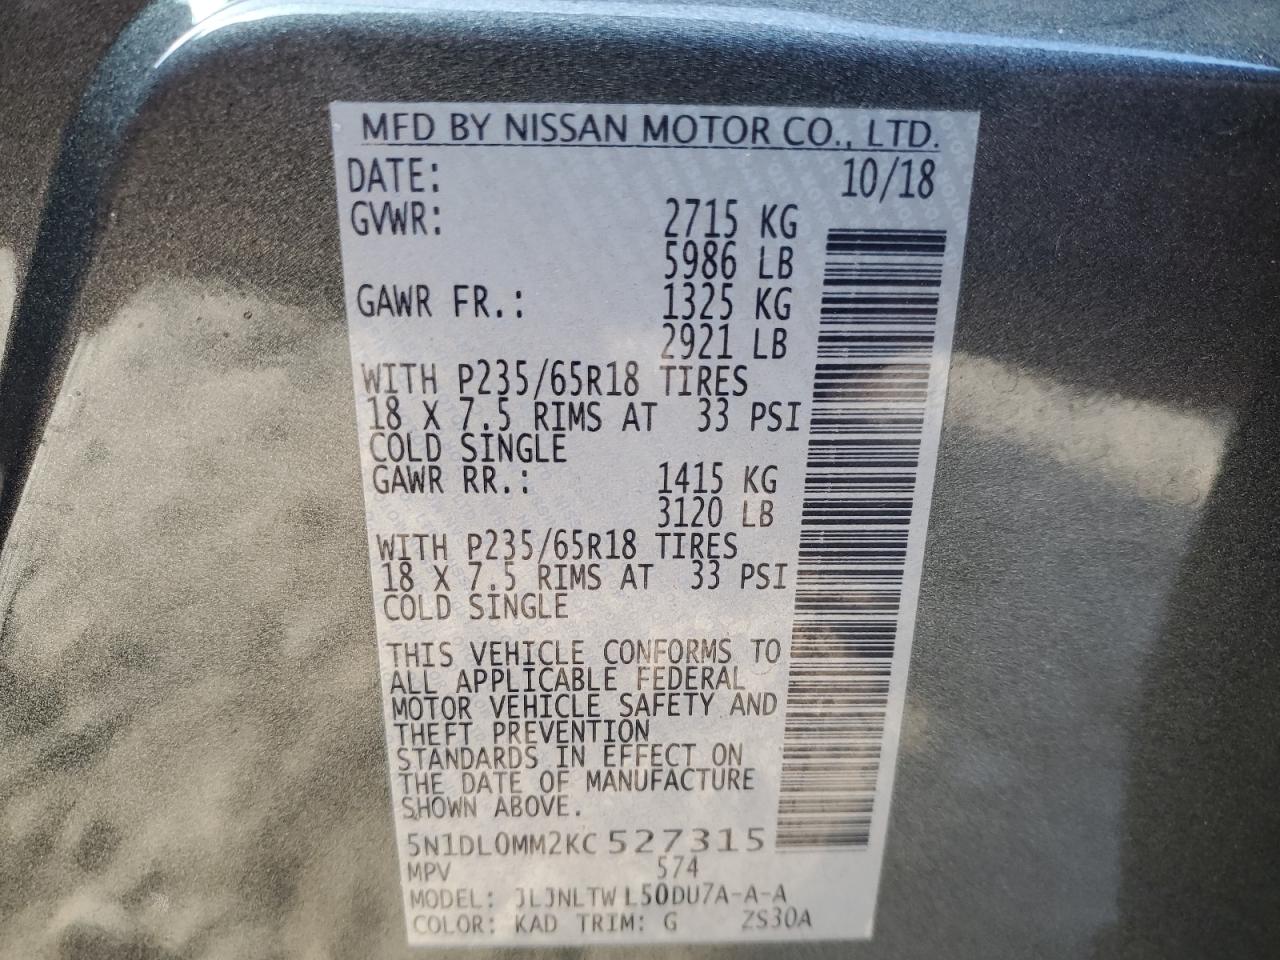 MFD BY NISSAN MOTOR CO., LTD.
DATE: 10/18
GVWR: 2715 KG
5986 LB
GAWR FR.: 1325 KG
2921 LB
WITH P235/65R18 TIRES
18 X 7.5 RIMS AT 33 PSI
COLD SINGLE
GAWR RR.: 1415 KG
3120 LB
WITH P235/65R18 TIRES
18 X 7.5 RIMS AT 33 PSI
COLD SINGLE
THIS VEHICLE CONFORMS TO
ALL APPLICABLE FEDERAL
MOTOR VEHICLE SAFETY AND
THEFT PREVENTION
STANDARDS IN EFFECT ON
THE DATE OF MANUFACTURE
SHOWN ABOVE.
5N1DL0MM2KC527315
MPV 574
MODEL: JLJNLTWL50DU7A-A-A
COLOR: KAD TRIM: G ZS30A